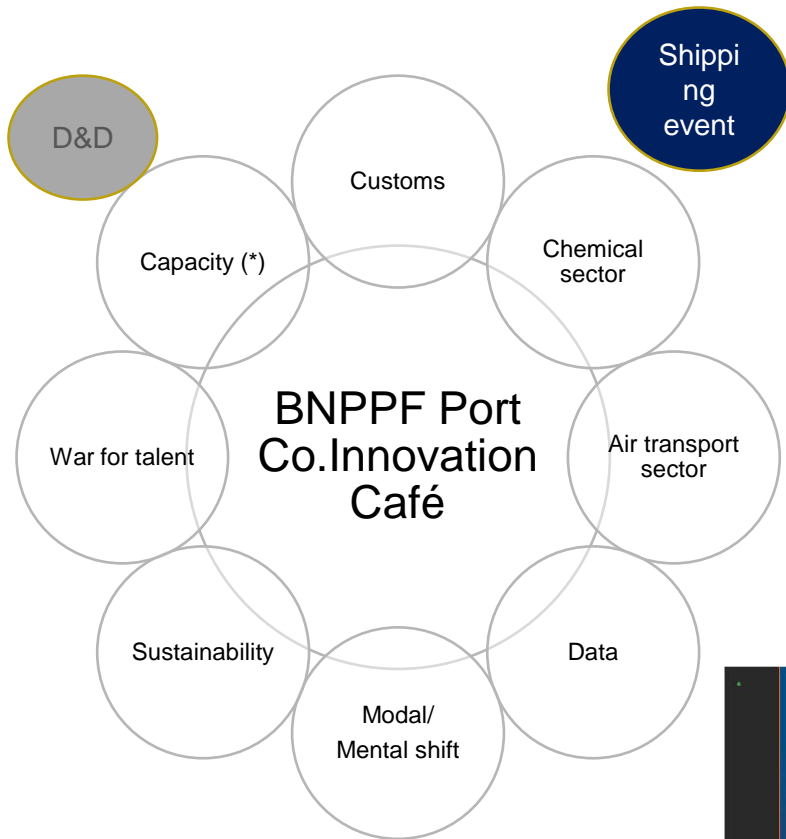 Shippi
ng
event
D&D
Customs
Capacity (*)
Chemical
sector
BNPPF Port
Co.Innovation
Café
War for talent
Air transport
sector
Sustainability
Data
Modal/
Mental shift